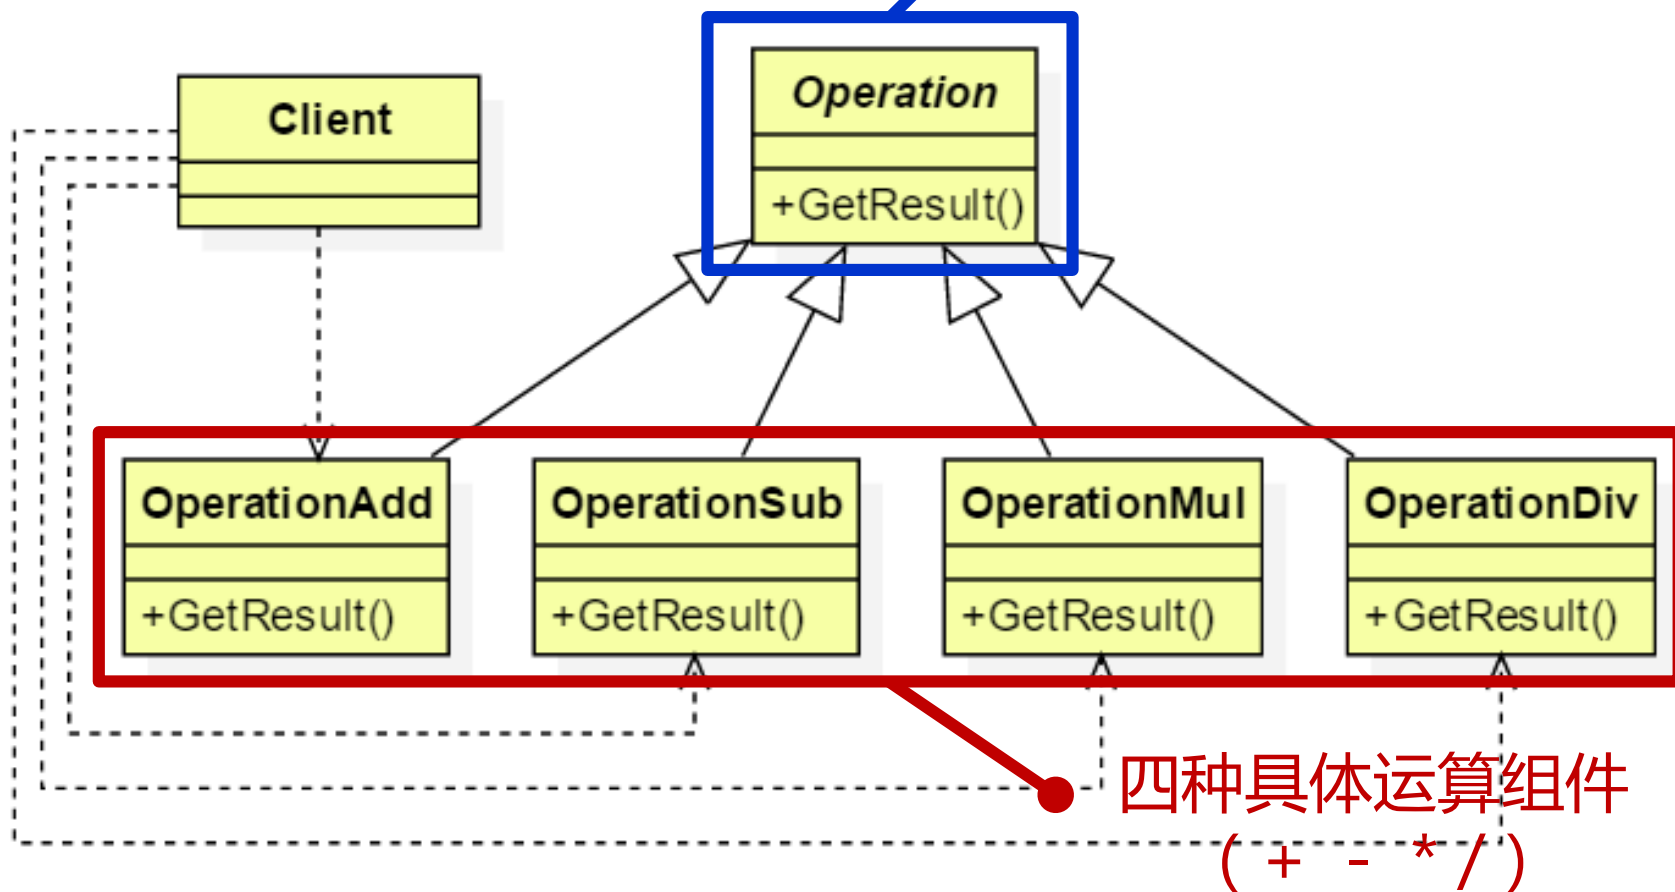 Client
Operation
+GetResult()
OperationAdd
+GetResult()
OperationSub
+GetResult()
OperationMul
+GetResult()
OperationDiv
+GetResult()
四种具体运算组件
( + - * / )